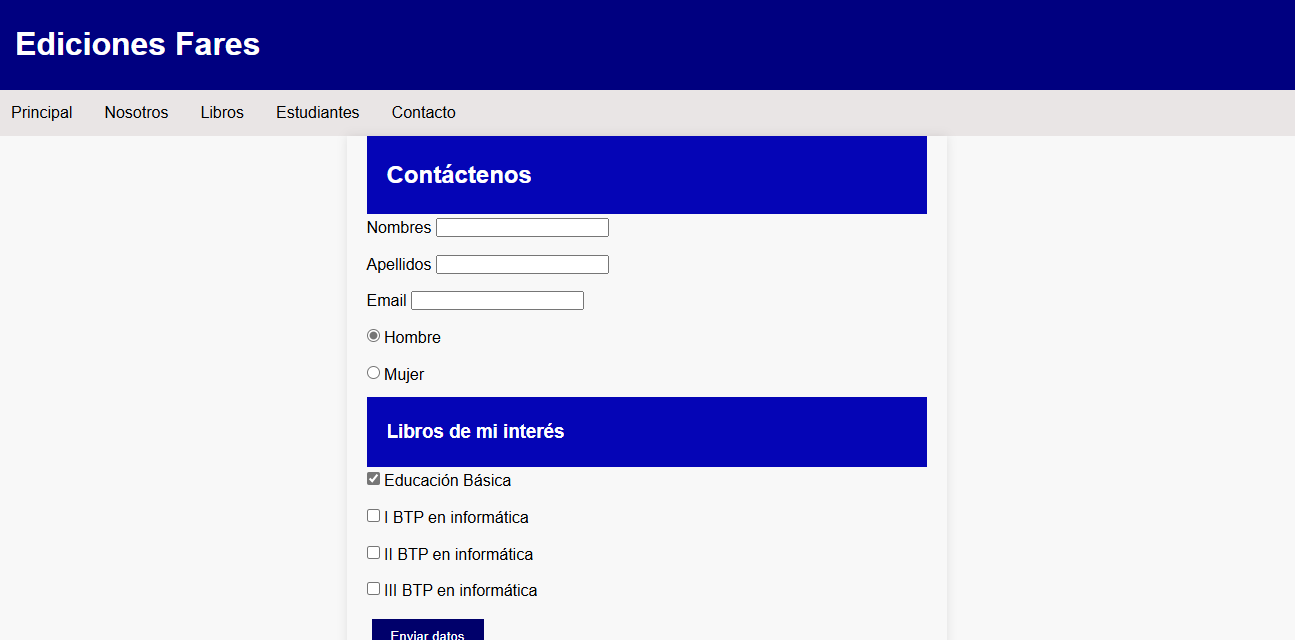 Ediciones Fares
Principal Nosotros Libros Estudiantes Contacto
Contáctenos
Nombres
Apellidos
Email
Hombre
Mujer
Libros de mi interés
Educación Básica
I BTP en informática
II BTP en informática
III BTP en informática
Enviar datos